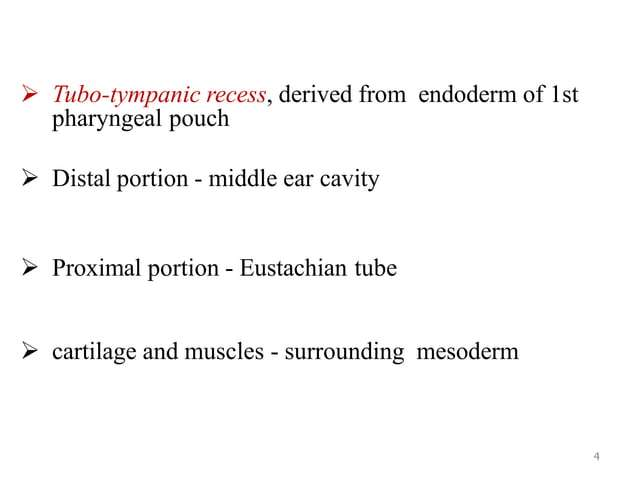 ➢ Tubo-tympanic recess, derived from endoderm of 1st
pharyngeal pouch
➢ Distal portion - middle ear cavity
➢ Proximal portion - Eustachian tube
➢ cartilage and muscles - surrounding mesoderm
4